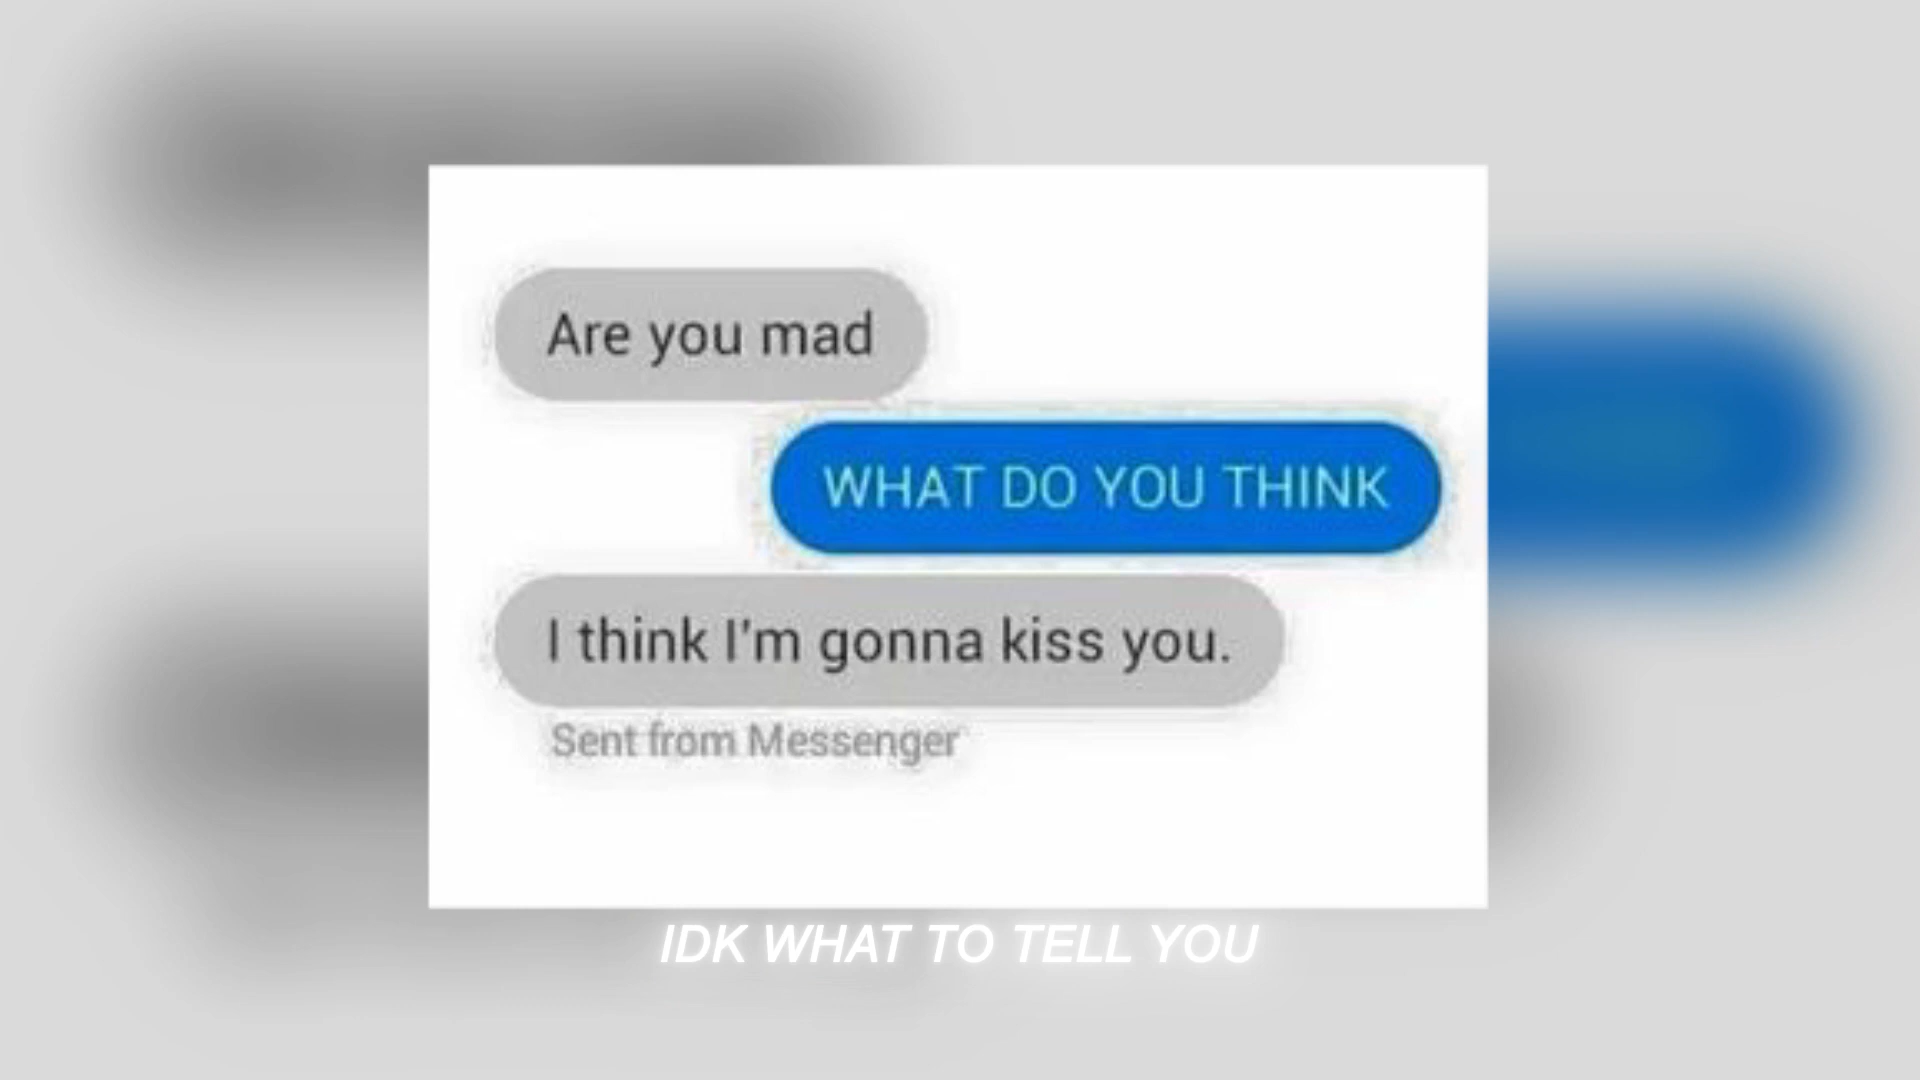 Are you mad
WHAT DO YOU THINK
I think I'm gonna kiss you.
Sent from Messenger
IDK WHAT TO TELL YOU